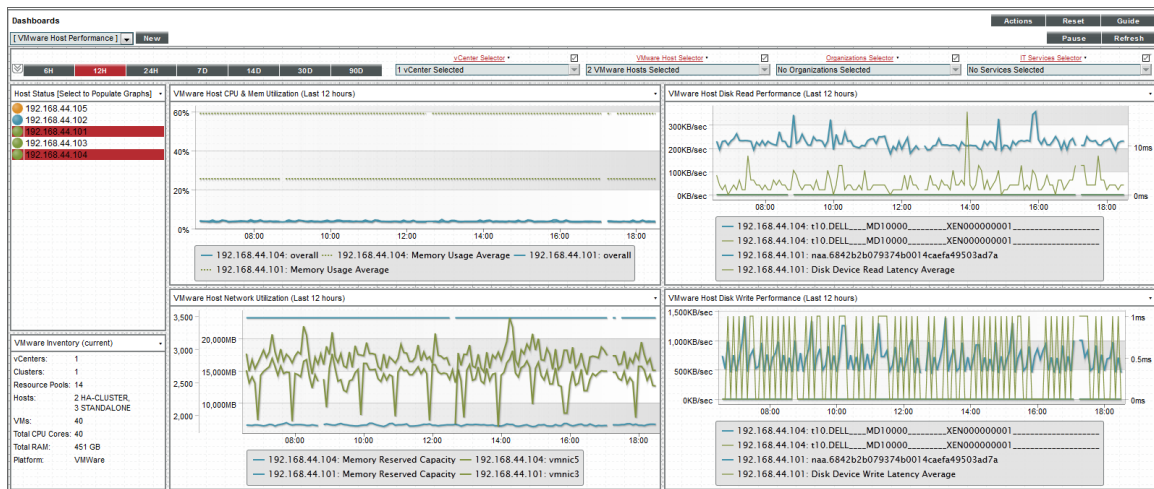 Dashboards
Actions Reset Guide
[ VMware Host Performance ] New
Pause Refresh
vCenter Selector VMware Host Selector Organizations Selector IT Services Selector
6H 12H 24H 7D 14D 30D 90D
1 vCenter Selected 2 VMware Hosts Selected No Organizations Selected No Services Selected
Host Status [Select to Populate Graphs]
192.168.44.105
192.168.44.102
192.168.44.101
192.168.44.103
192.168.44.104
VMware Host CPU & Mem Utilization (Last 12 hours)
60%
40%
20%
0%
08:00 10:00 12:00 14:00 16:00 18:00
192.168.44.104: overall 192.168.44.104: Memory Usage Average 192.168.44.101: overall
192.168.44.101: Memory Usage Average
VMware Host Disk Read Performance (Last 12 hours)
300KB/sec
200KB/sec 10ms
100KB/sec
0KB/sec 0ms
08:00 10:00 12:00 14:00 16:00 18:00
192.168.44.104: t10.DELL____MD10000_________XEN000000001_________________
192.168.44.104: t10.DELL____MD10000_________XEN000000001_________________
192.168.44.101: naa.6842b2b079374b0014caefa49503ad7a
192.168.44.101: Disk Device Read Latency Average
VMware Inventory (current)
vCenters: 1
Clusters: 1
Resource Pools: 14
Hosts: 2 HA-CLUSTER,
3 STANDALONE
VMs: 40
Total CPU Cores: 40
Total RAM: 451 GB
Platform: VMWare
VMware Host Network Utilization (Last 12 hours)
3,500
20,000MB
3,000
15,000MB
2,500
10,000MB
2,000
08:00 10:00 12:00 14:00 16:00 18:00
192.168.44.104: Memory Reserved Capacity 192.168.44.104: vmnic5
192.168.44.101: Memory Reserved Capacity 192.168.44.101: vmnic3
VMware Host Disk Write Performance (Last 12 hours)
1,500KB/sec 1ms
1,000KB/sec
0.5ms
500KB/sec
0KB/sec 0ms
08:00 10:00 12:00 14:00 16:00 18:00
192.168.44.104: t10.DELL____MD10000_________XEN000000001_________________
192.168.44.104: t10.DELL____MD10000_________XEN000000001_________________
192.168.44.101: naa.6842b2b079374b0014caefa49503ad7a
192.168.44.101: Disk Device Write Latency Average